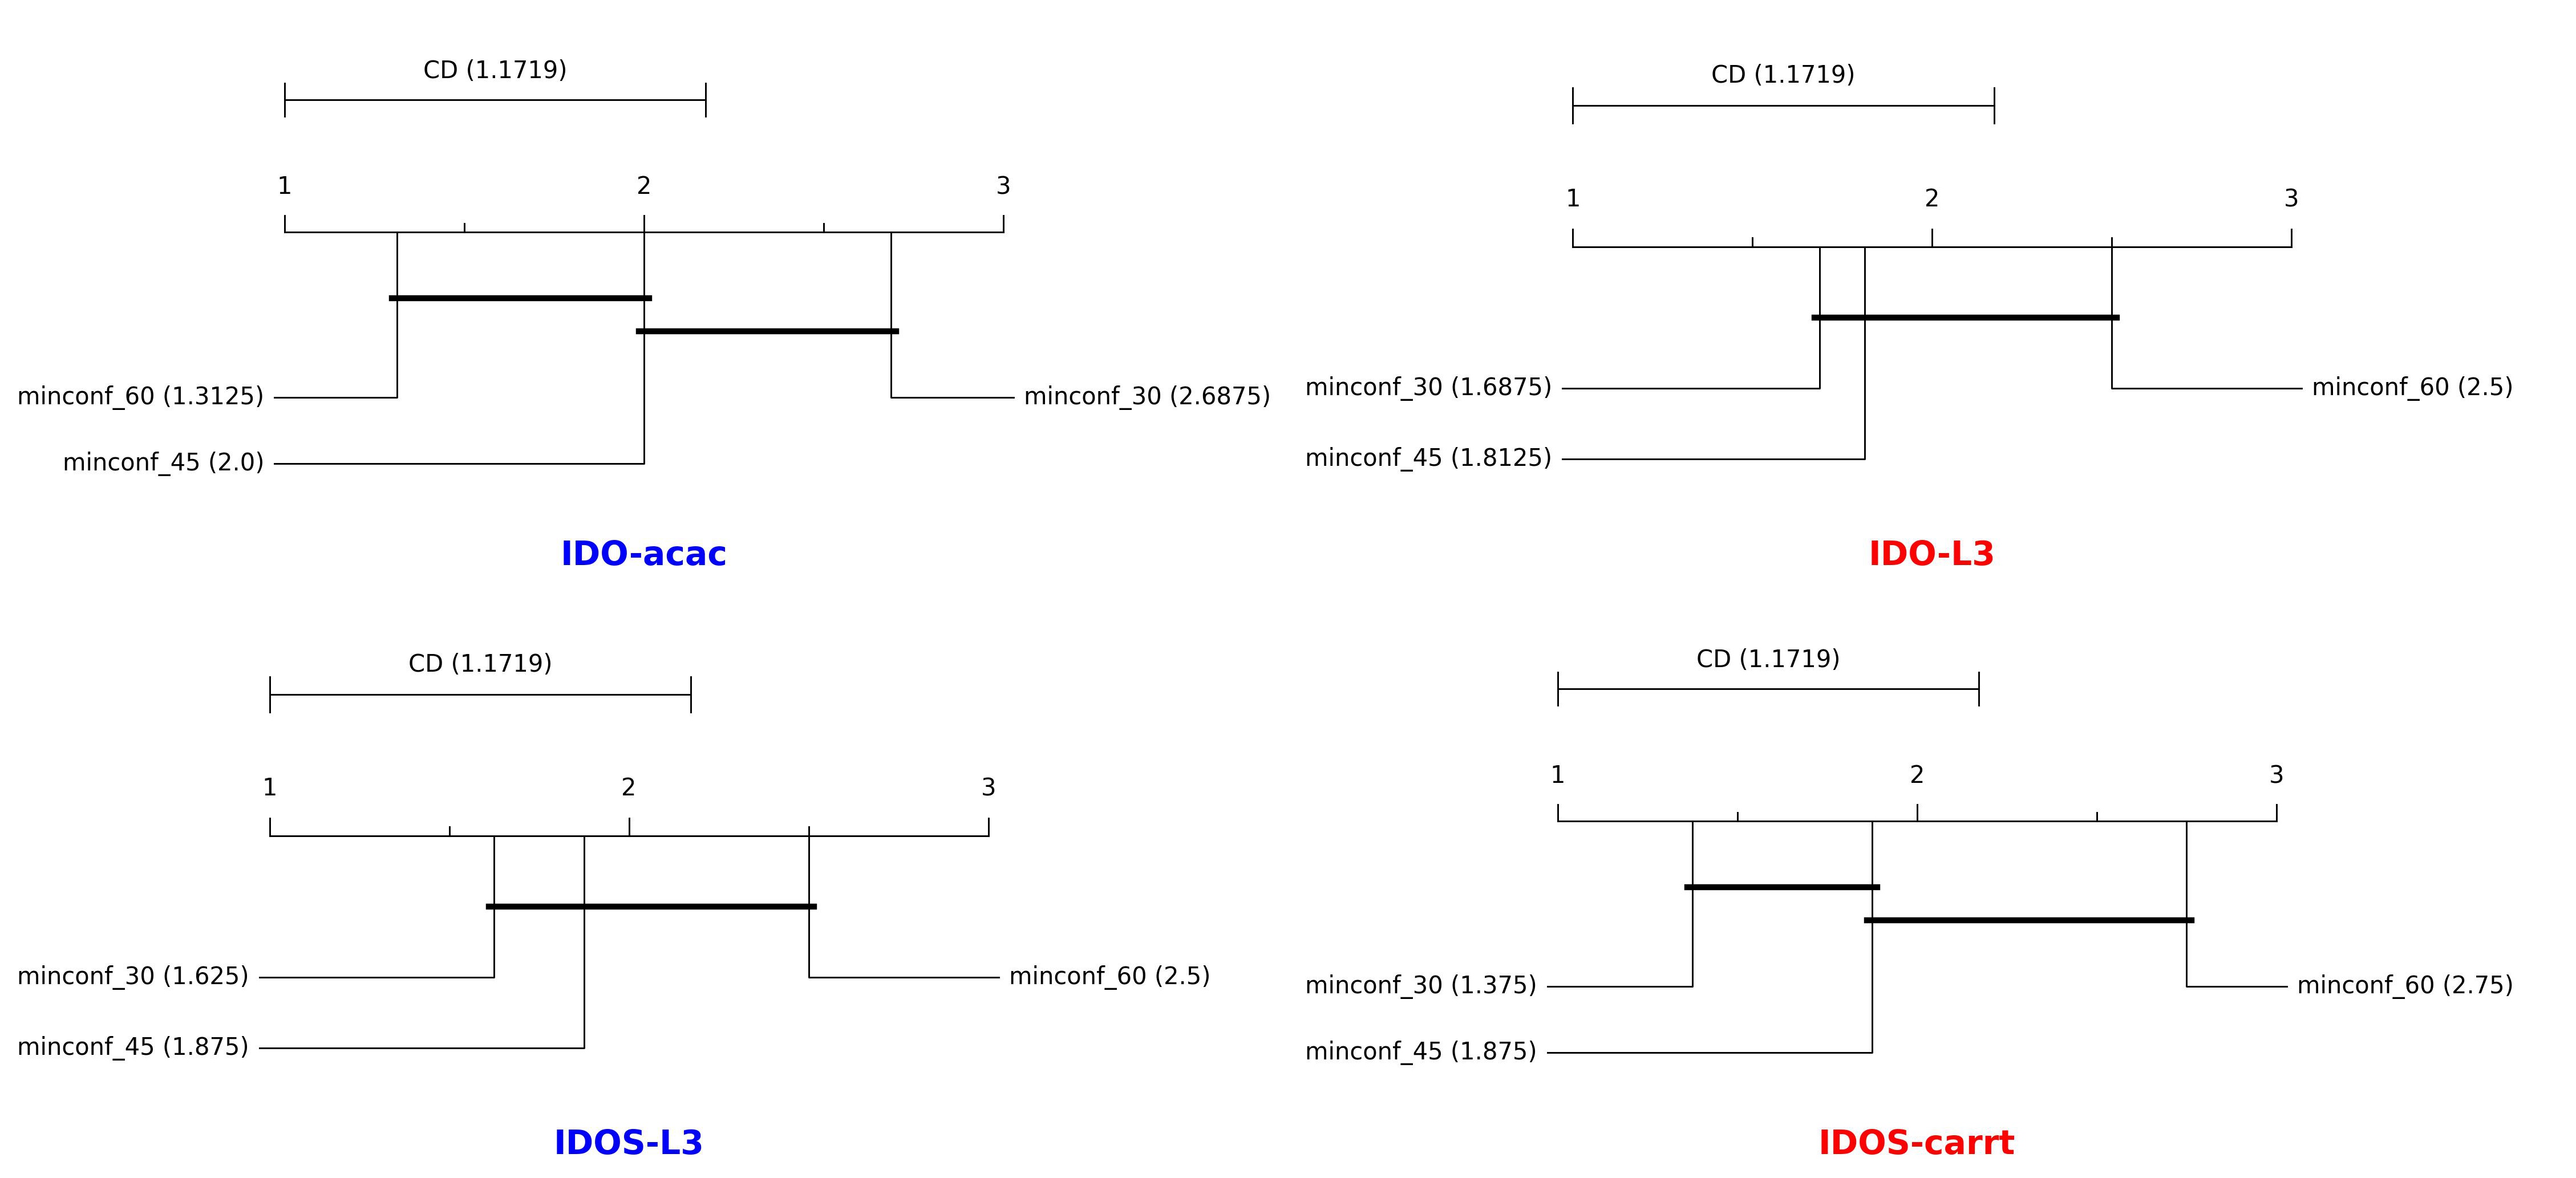 CD (1.1719)
1 2 3
minconf_60 (1.3125)
minconf_30 (2.6875)
minconf_45 (2.0)
IDO-acac
CD (1.1719)
1 2 3
minconf_30 (1.6875)
minconf_60 (2.5)
minconf_45 (1.8125)
IDO-L3
CD (1.1719)
1 2 3
minconf_30 (1.625)
minconf_60 (2.5)
minconf_45 (1.875)
IDOS-L3
CD (1.1719)
1 2 3
minconf_30 (1.375)
minconf_60 (2.75)
minconf_45 (1.875)
IDOS-carrt